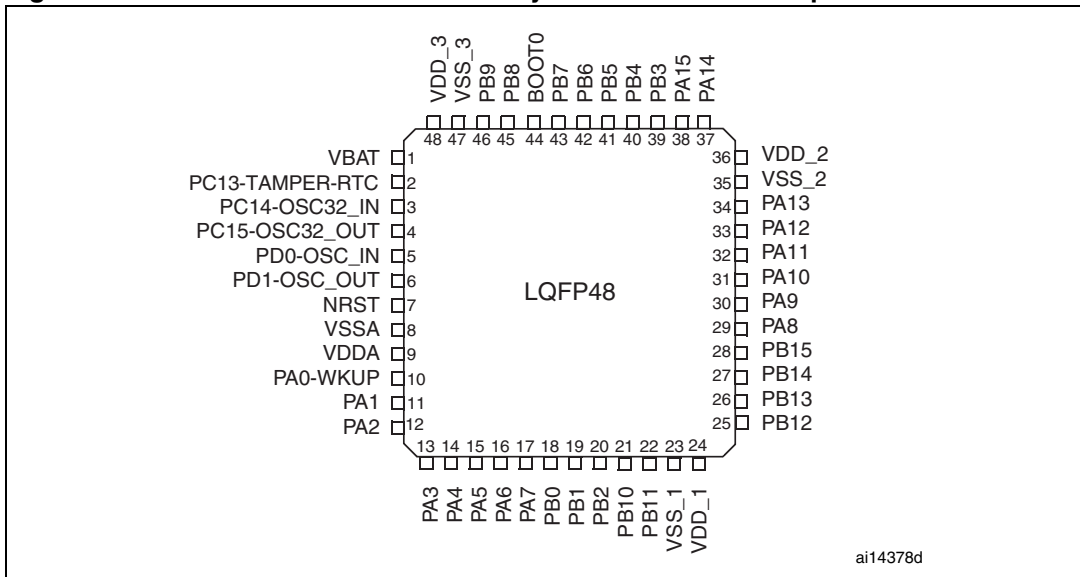 VDD_3
VSS_3
PB9
PB8
BOOT0
PB7
PB6
PB5
PB4
PB3
PA15
PA14
48 47 46 45 44 43 42 41 40 39 38 37
VBAT 1
PC13-TAMPER-RTC 2
PC14-OSC32_IN 3
PC15-OSC32_OUT 4
PD0-OSC_IN 5
PD1-OSC_OUT 6
NRST 7
VSSA 8
VDDA 9
PA0-WKUP 10
PA1 11
PA2 12
LQFP48
36 VDD_2
35 VSS_2
34 PA13
33 PA12
32 PA11
31 PA10
30 PA9
29 PA8
28 PB15
27 PB14
26 PB13
25 PB12
13 14 15 16 17 18 19 20 21 22 23 24
PA3
PA4
PA5
PA6
PA7
PB0
PB1
PB2
PB10
PB11
VSS_1
VDD_1
ai14378d